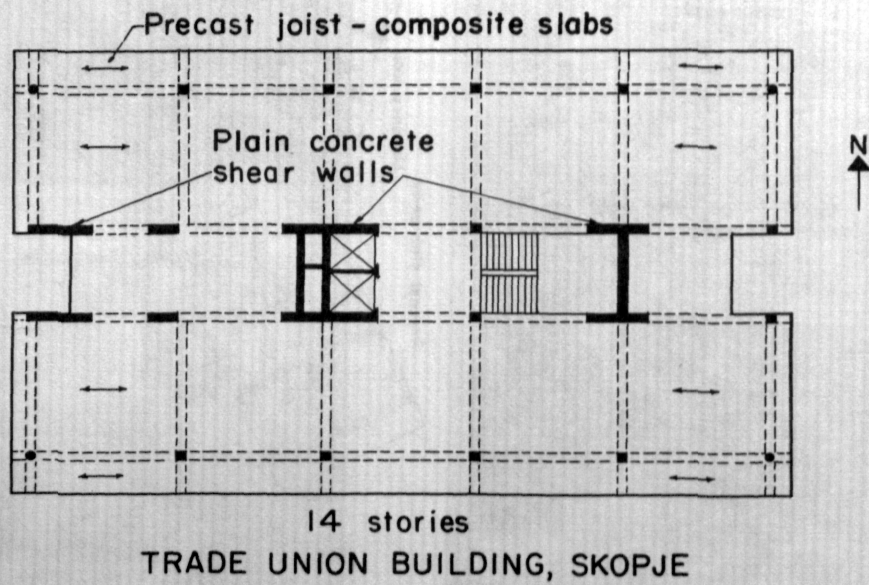 Precast joist - composite slabs
Plain concrete
shear walls
N
14 stories
TRADE UNION BUILDING, SKOPJE